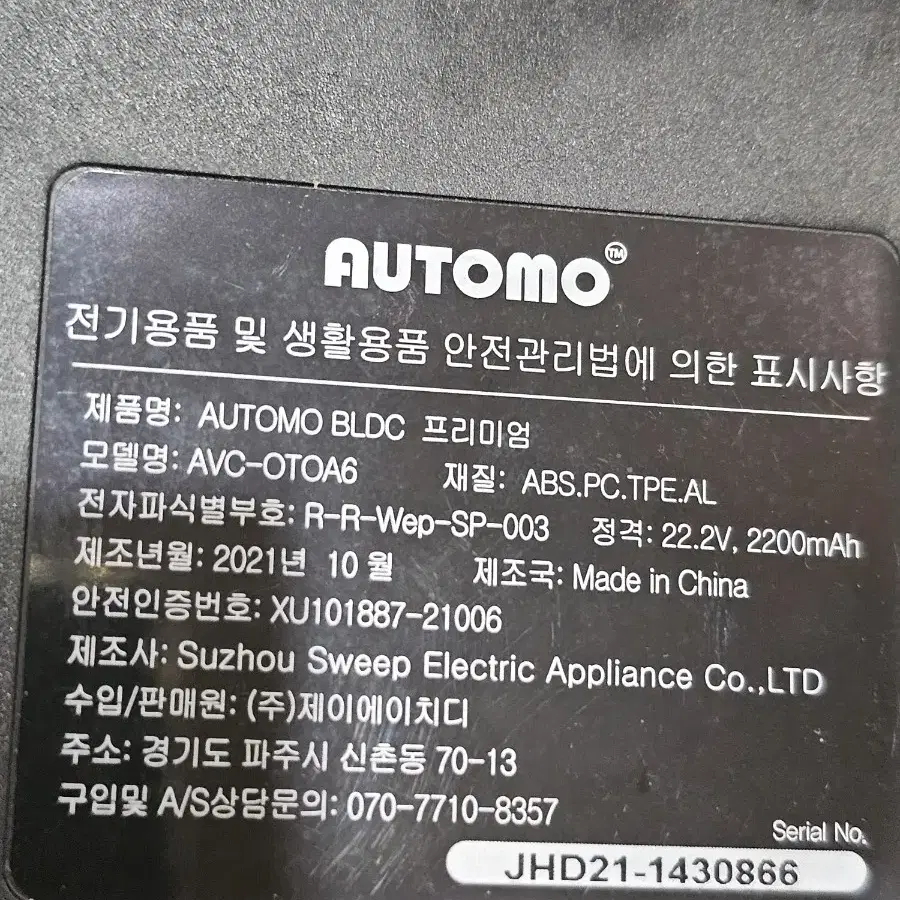 AUTOMO™
전기용품 및 생활용품 안전관리법에 의한 표시사항
제품명: AUTOMO BLDC 프리미엄
모델명: AVC-OTOA6 재질: ABS.PC.TPE.AL
전자파식별부호: R-R-Wep-SP-003 정격: 22.2V, 2200mAh
제조년월: 2021년 10 월 제조국: Made in China
안전인증번호: XU101887-21006
제조사: Suzhou Sweep Electric Appliance Co.,LTD
수입/판매원: (주)제이에이치디
주소: 경기도 파주시 신촌동 70-13
구입및 A/S상담문의: 070-7710-8357
Serial No.
JHD21-1430866